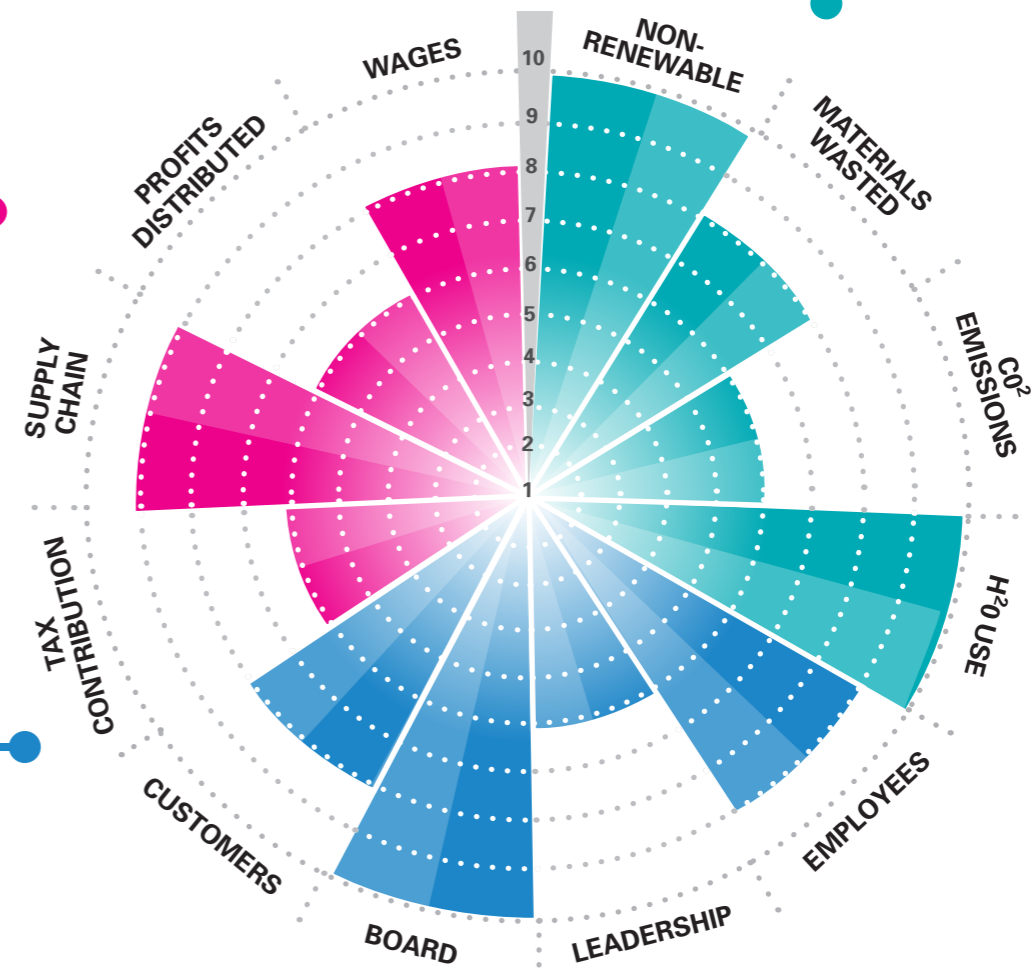 NON-
RENEWABLE
MATERIALS
WASTED
C0²
EMISSIONS
H²0 USE
EMPLOYEES
LEADERSHIP
BOARD
CUSTOMERS
TAX
CONTRIBUTION
SUPPLY
CHAIN
PROFITS
DISTRIBUTED
WAGES
10
9
8
7
6
5
4
3
2
1